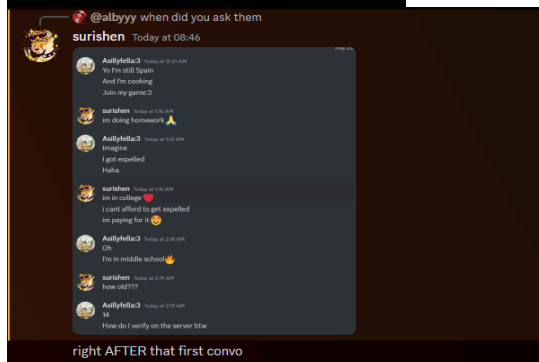 @albyyy when did you ask them
surishen Today at 08:46
Asillyfella:3 Today at 12:21 AM
Yo I'm still Spain
And I'm cooking
Join my game:3
surishen Today at 1:10 AM
im doing homework 🙏
Asillyfella:3 Today at 1:10 AM
Imagine
I got expelled
Haha
surishen Today at 1:10 AM
im in college ❤️
i cant afford to get expelled
im paying for it 🤩
Asillyfella:3 Today at 2:18 AM
Oh
I'm in middle school🔥
surishen Today at 2:19 AM
how old???
Asillyfella:3 Today at 2:19 AM
14
How do I verify on the server btw
right AFTER that first convo